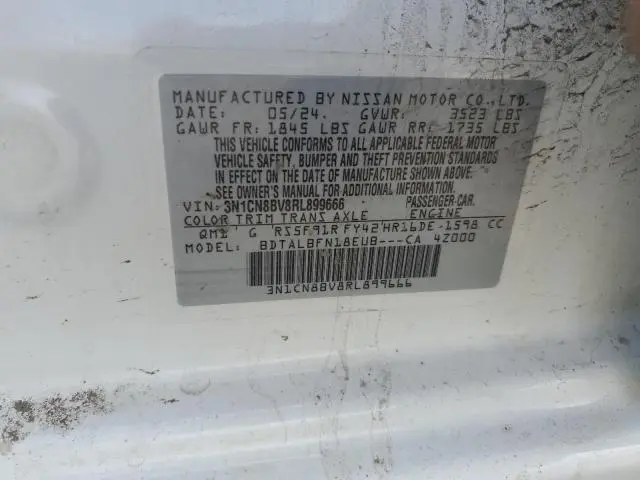 MANUFACTURED BY NISSAN MOTOR CO., LTD.
DATE: 05/24. GVWR: 3523 LBS
GAWR FR: 1845 LBS GAWR RR: 1735 LBS
THIS VEHICLE CONFORMS TO ALL APPLICABLE FEDERAL MOTOR
VEHICLE SAFETY, BUMPER AND THEFT PREVENTION STANDARDS
IN EFFECT ON THE DATE OF MANUFACTURE SHOWN ABOVE.
SEE OWNER'S MANUAL FOR ADDITIONAL INFORMATION.
VIN: 3N1CN8BV8RL899666 PASSENGER-CAR.
COLOR TRIM TRANS AXLE ENGINE
QM1 G RS5F91R FY42 HR16DE-1598 CC
MODEL: BDTALBFN18EUB---CA 4Z000
3N1CN8BV8RL899666